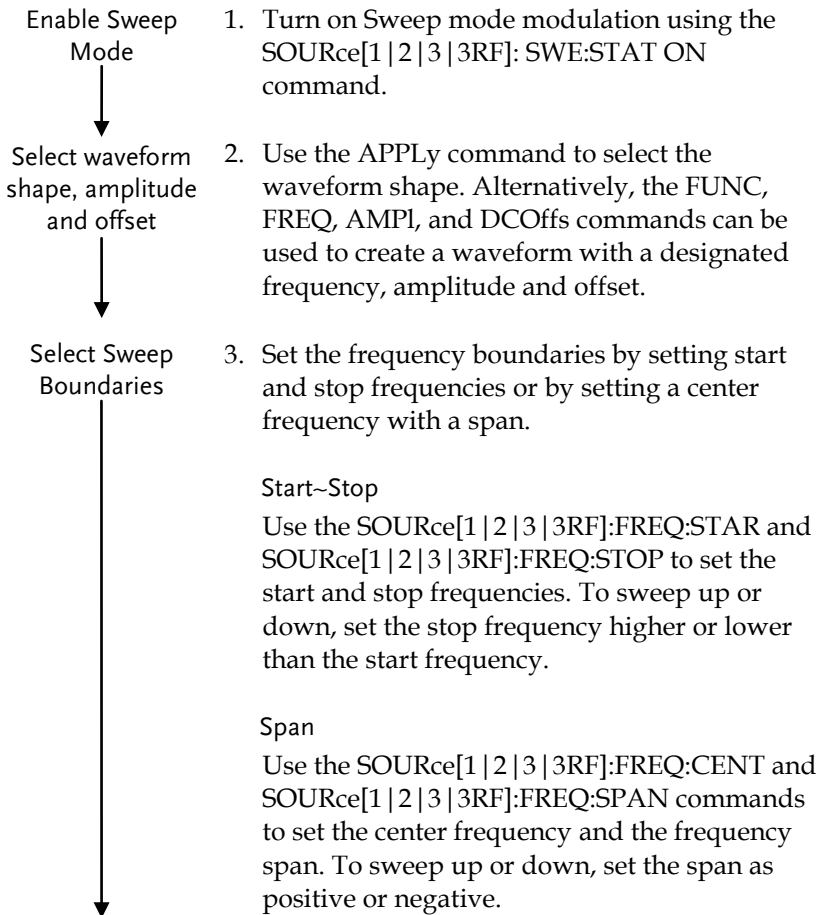 Enable Sweep
Mode
1. Turn on Sweep mode modulation using the
SOURce[1|2|3|3RF]: SWE:STAT ON
command.
Select waveform
shape, amplitude
and offset
2. Use the APPLy command to select the
waveform shape. Alternatively, the FUNC,
FREQ, AMPl, and DCOffs commands can be
used to create a waveform with a designated
frequency, amplitude and offset.
Select Sweep
Boundaries
3. Set the frequency boundaries by setting start
and stop frequencies or by setting a center
frequency with a span.
Start~Stop
Use the SOURce[1|2|3|3RF]:FREQ:STAR and
SOURce[1|2|3|3RF]:FREQ:STOP to set the
start and stop frequencies. To sweep up or
down, set the stop frequency higher or lower
than the start frequency.
Span
Use the SOURce[1|2|3|3RF]:FREQ:CENT and
SOURce[1|2|3|3RF]:FREQ:SPAN commands
to set the center frequency and the frequency
span. To sweep up or down, set the span as
positive or negative.